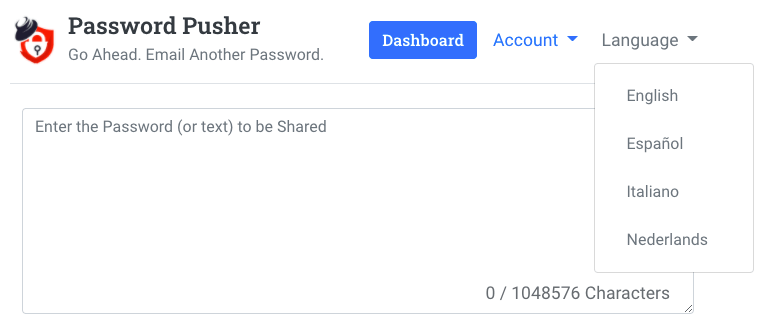 Password Pusher
Go Ahead. Email Another Password.
Dashboard
Account
Language
English
Español
Italiano
Nederlands
Enter the Password (or text) to be Shared
0 / 1048576 Characters